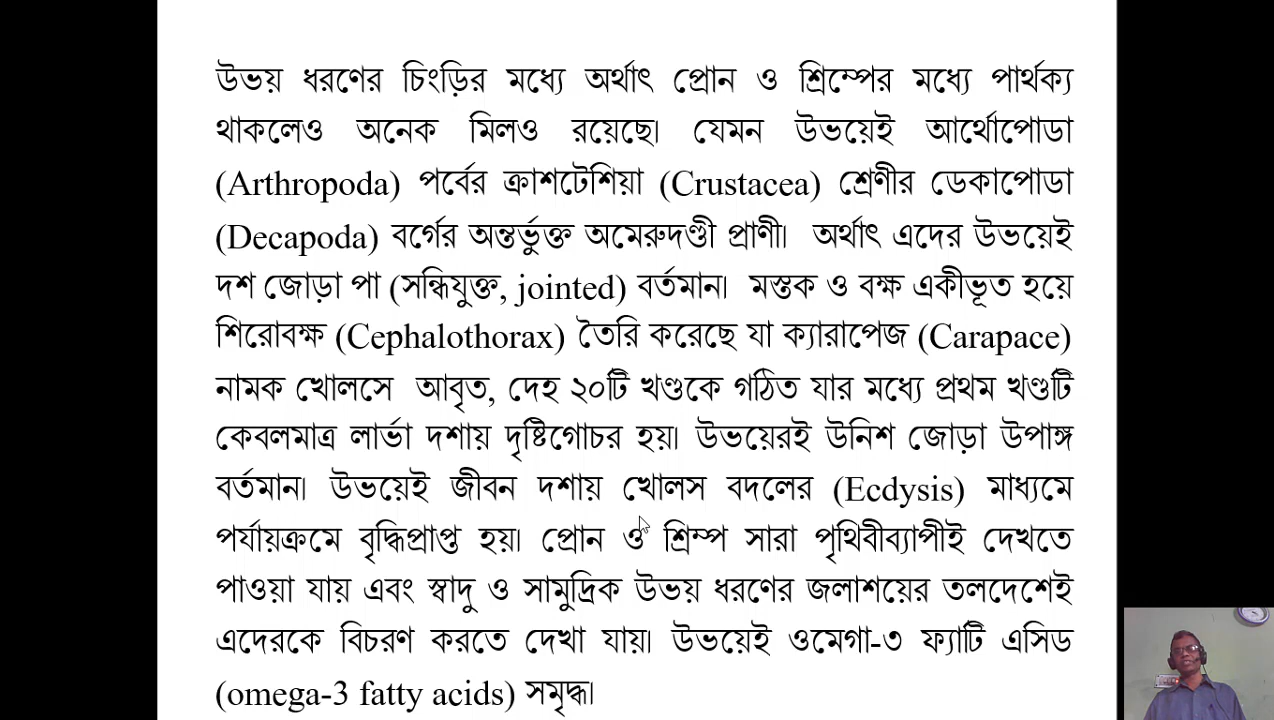 উভয় ধরণের চিংড়ির মধ্যে অর্থাৎ প্রোন ও শ্রিম্পের মধ্যে পার্থক্য
থাকলেও অনেক মিলও রয়েছে। যেমন উভয়েই আর্থোপোডা
(Arthropoda) পর্বের ক্রাশটেশিয়া (Crustacea) শ্রেণীর ডেকাপোডা
(Decapoda) বর্গের অন্তর্ভুক্ত অমেরুদণ্ডী প্রাণী। অর্থাৎ এদের উভয়েই
দশ জোড়া পা (সন্ধিযুক্ত, jointed) বর্তমান। মস্তক ও বক্ষ একীভূত হয়ে
শিরোবক্ষ (Cephalothorax) তৈরি করেছে যা ক্যারাপেজ (Carapace)
নামক খোলসে আবৃত, দেহ ২০টি খণ্ডকে গঠিত যার মধ্যে প্রথম খণ্ডটি
কেবলমাত্র লার্ভা দশায় দৃষ্টিগোচর হয়। উভয়েরই উনিশ জোড়া উপাঙ্গ
বর্তমান। উভয়েই জীবন দশায় খোলস বদলের (Ecdysis) মাধ্যমে
পর্যায়ক্রমে বৃদ্ধিপ্রাপ্ত হয়। প্রোন ও শ্রিম্প সারা পৃথিবীব্যাপীই দেখতে
পাওয়া যায় এবং স্বাদু ও সামুদ্রিক উভয় ধরণের জলাশয়ের তলদেশেই
এদেরকে বিচরণ করতে দেখা যায়। উভয়েই ওমেগা-৩ ফ্যাটি এসিড
(omega-3 fatty acids) সমৃদ্ধ।